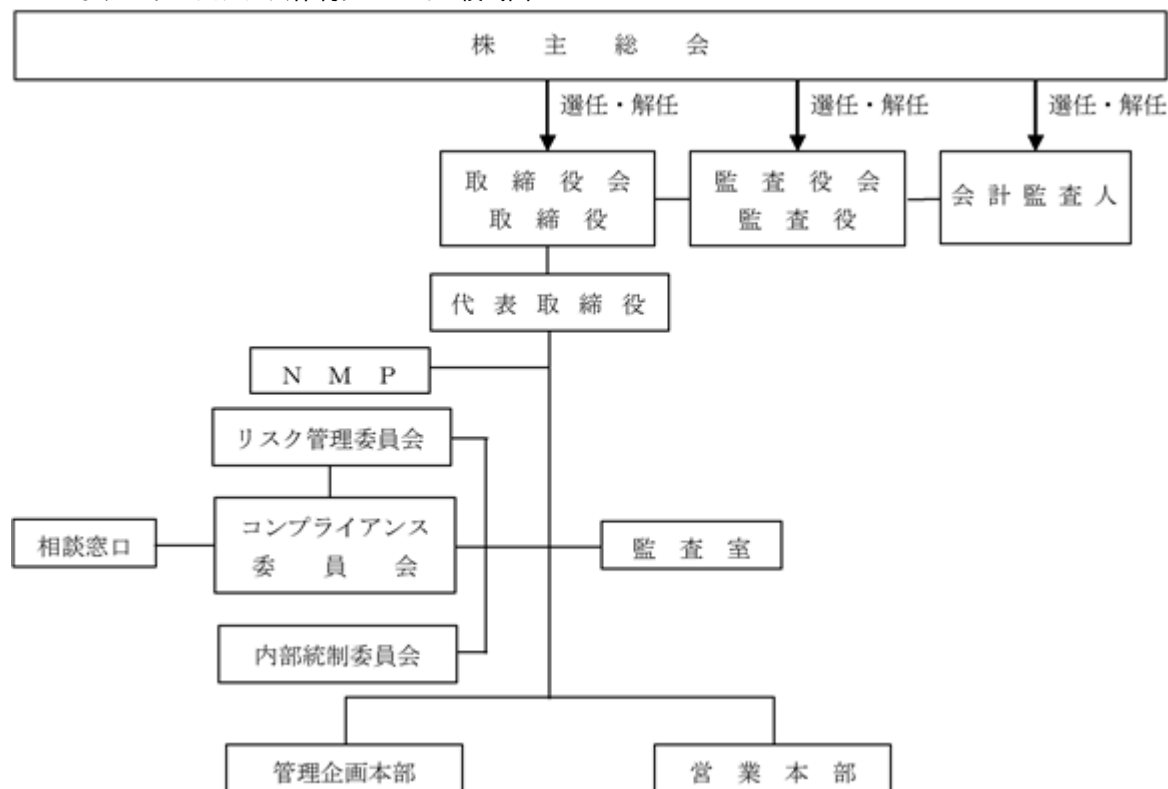 株主総会
選任・解任
選任・解任
選任・解任
取締役会
取締役
監査役会
監査役
会計監査人
代表取締役
NMP
リスク管理委員会
コンプライアンス
委員会
相談窓口
監査室
内部統制委員会
管理企画本部
営業本部